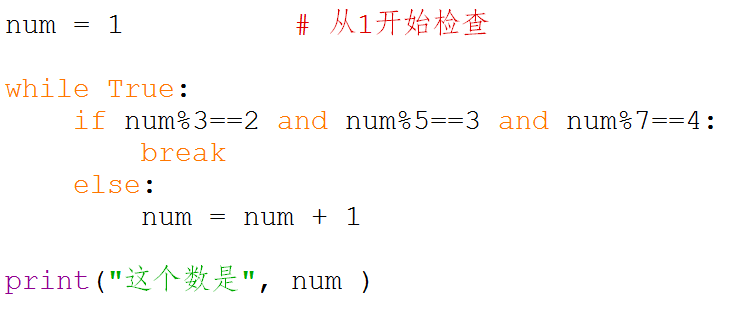 num = 1          # 从1开始检查
while True:
    if num%3==2 and num%5==3 and num%7==4:
        break
    else:
        num = num + 1
print("这个数是", num )